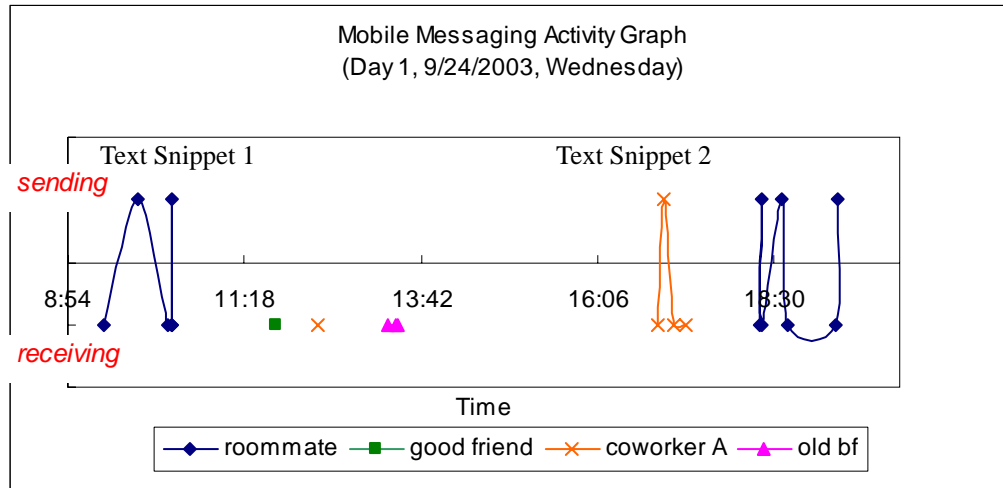 Mobile Messaging Activity Graph
(Day 1, 9/24/2003, Wednesday)
Text Snippet 1 Text Snippet 2
sending
8:54 11:18 13:42 16:06 18:30
receiving
Time
roommate good friend coworker A old bf